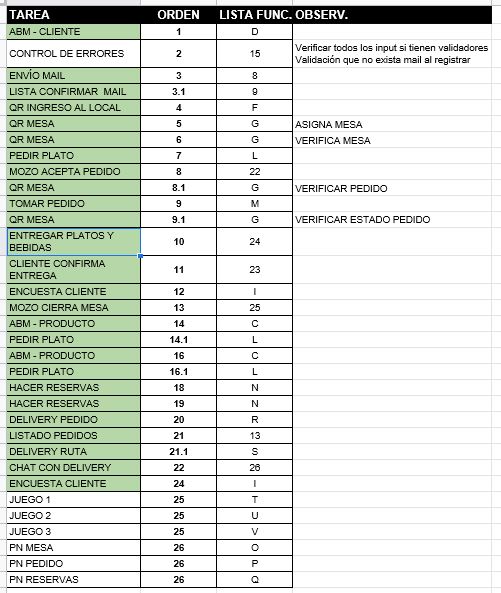 TAREA ORDEN LISTA FUNC. OBSERV.
ABM - CLIENTE 1 D
CONTROL DE ERRORES 2 15 Verificar todos los input si tienen validadores
Validación que no exista mail al registrar
ENVÍO MAIL 3 8
LISTA CONFIRMAR MAIL 3.1 9
QR INGRESO AL LOCAL 4 F
QR MESA 5 G ASIGNA MESA
QR MESA 6 G VERIFICA MESA
PEDIR PLATO 7 L
MOZO ACEPTA PEDIDO 8 22
QR MESA 8.1 G VERIFICAR PEDIDO
TOMAR PEDIDO 9 M
QR MESA 9.1 G VERIFICAR ESTADO PEDIDO
ENTREGAR PLATOS Y
BEBIDAS 10 24
CLIENTE CONFIRMA
ENTREGA 11 23
ENCUESTA CLIENTE 12 I
MOZO CIERRA MESA 13 25
ABM - PRODUCTO 14 C
PEDIR PLATO 14.1 L
ABM - PRODUCTO 16 C
PEDIR PLATO 16.1 L
HACER RESERVAS 18 N
HACER RESERVAS 19 N
DELIVERY PEDIDO 20 R
LISTADO PEDIDOS 21 13
DELIVERY RUTA 21.1 S
CHAT CON DELIVERY 22 26
ENCUESTA CLIENTE 24 I
JUEGO 1 25 T
JUEGO 2 25 U
JUEGO 3 25 V
PN MESA 26 O
PN PEDIDO 26 P
PN RESERVAS 26 Q